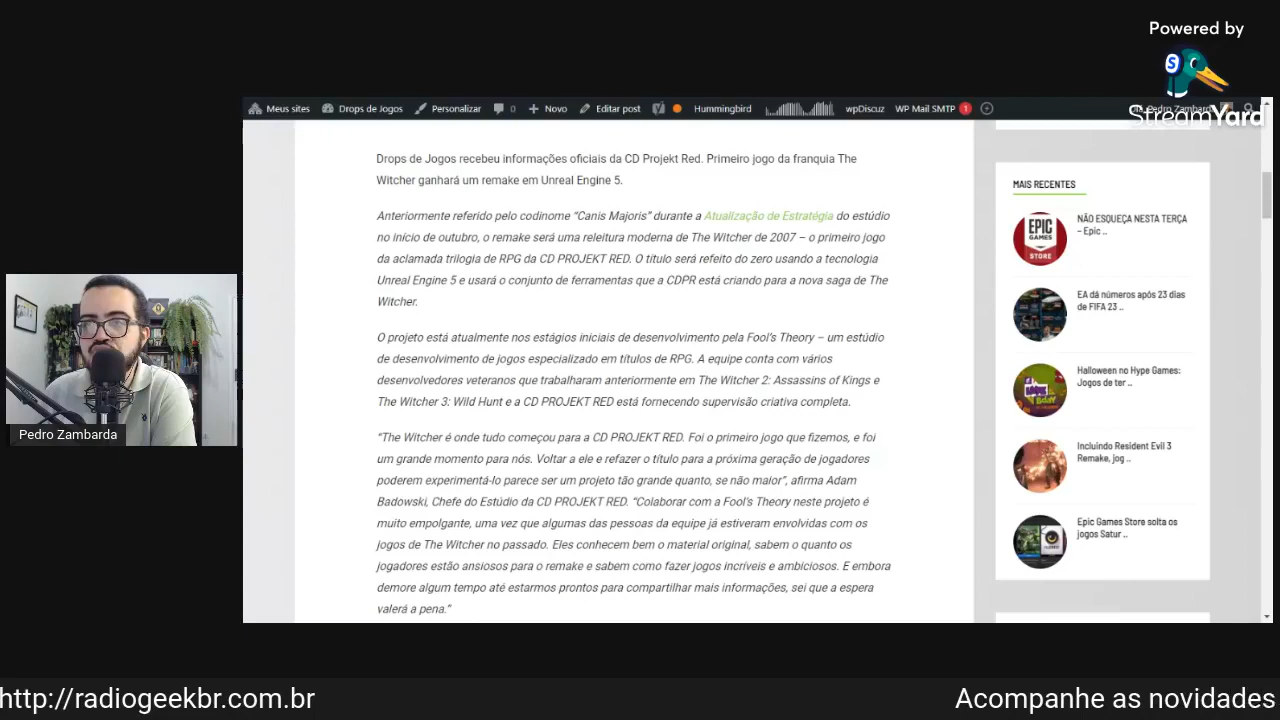 Powered by
StreamYard
Meus sites Drops de Jogos Personalizar 0 Novo Editar post Hummingbird wpDiscuz WP Mail SMTP 1
Drops de Jogos recebeu informações oficiais da CD Projekt Red. Primeiro jogo da franquia The
Witcher ganhará um remake em Unreal Engine 5.
Anteriormente referido pelo codinome “Canis Majoris” durante a Atualização de Estratégia do estúdio
no início de outubro, o remake será uma releitura moderna de The Witcher de 2007 – o primeiro jogo
da aclamada trilogia de RPG da CD PROJEKT RED. O título será refeito do zero usando a tecnologia
Unreal Engine 5 e usará o conjunto de ferramentas que a CDPR está criando para a nova saga de The
Witcher.
O projeto está atualmente nos estágios iniciais de desenvolvimento pela Fool’s Theory – um estúdio
de desenvolvimento de jogos especializado em títulos de RPG. A equipe conta com vários
desenvolvedores veteranos que trabalharam anteriormente em The Witcher 2: Assassins of Kings e
The Witcher 3: Wild Hunt e a CD PROJEKT RED está fornecendo supervisão criativa completa.
“The Witcher é onde tudo começou para a CD PROJEKT RED. Foi o primeiro jogo que fizemos, e foi
um grande momento para nós. Voltar a ele e refazer o título para a próxima geração de jogadores
poderem experimentá-lo parece ser um projeto tão grande quanto, se não maior”, afirma Adam
Badowski, Chefe do Estúdio da CD PROJEKT RED. “Colaborar com a Fool’s Theory neste projeto é
muito empolgante, uma vez que algumas das pessoas da equipe já estiveram envolvidas com os
jogos de The Witcher no passado. Eles conhecem bem o material original, sabem o quanto os
jogadores estão ansiosos para o remake e sabem como fazer jogos incríveis e ambiciosos. E embora
demore algum tempo até estarmos prontos para compartilhar mais informações, sei que a espera
valerá a pena.”
MAIS RECENTES
EPIC
GAMES
STORE
NÃO ESQUEÇA NESTA TERÇA
– Epic ..
EA dá números após 23 dias
de FIFA 23 ..
Halloween no Hype Games:
Jogos de ter ..
Incluindo Resident Evil 3
Remake, jog ..
Epic Games Store solta os
jogos Satur ..
Pedro Zambarda
http://radiogeekbr.com.br
Acompanhe as novidades